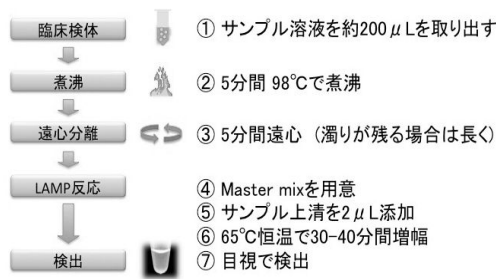 臨床検体
① サンプル溶液を約200μLを取り出す
煮沸
② 5分間 98℃で煮沸
遠心分離
③ 5分間遠心 (濁りが残る場合は長く)
LAMP反応
④ Master mixを用意
⑤ サンプル上清を2μL添加
⑥ 65℃恒温で30-40分間増幅
検出
⑦ 目視で検出